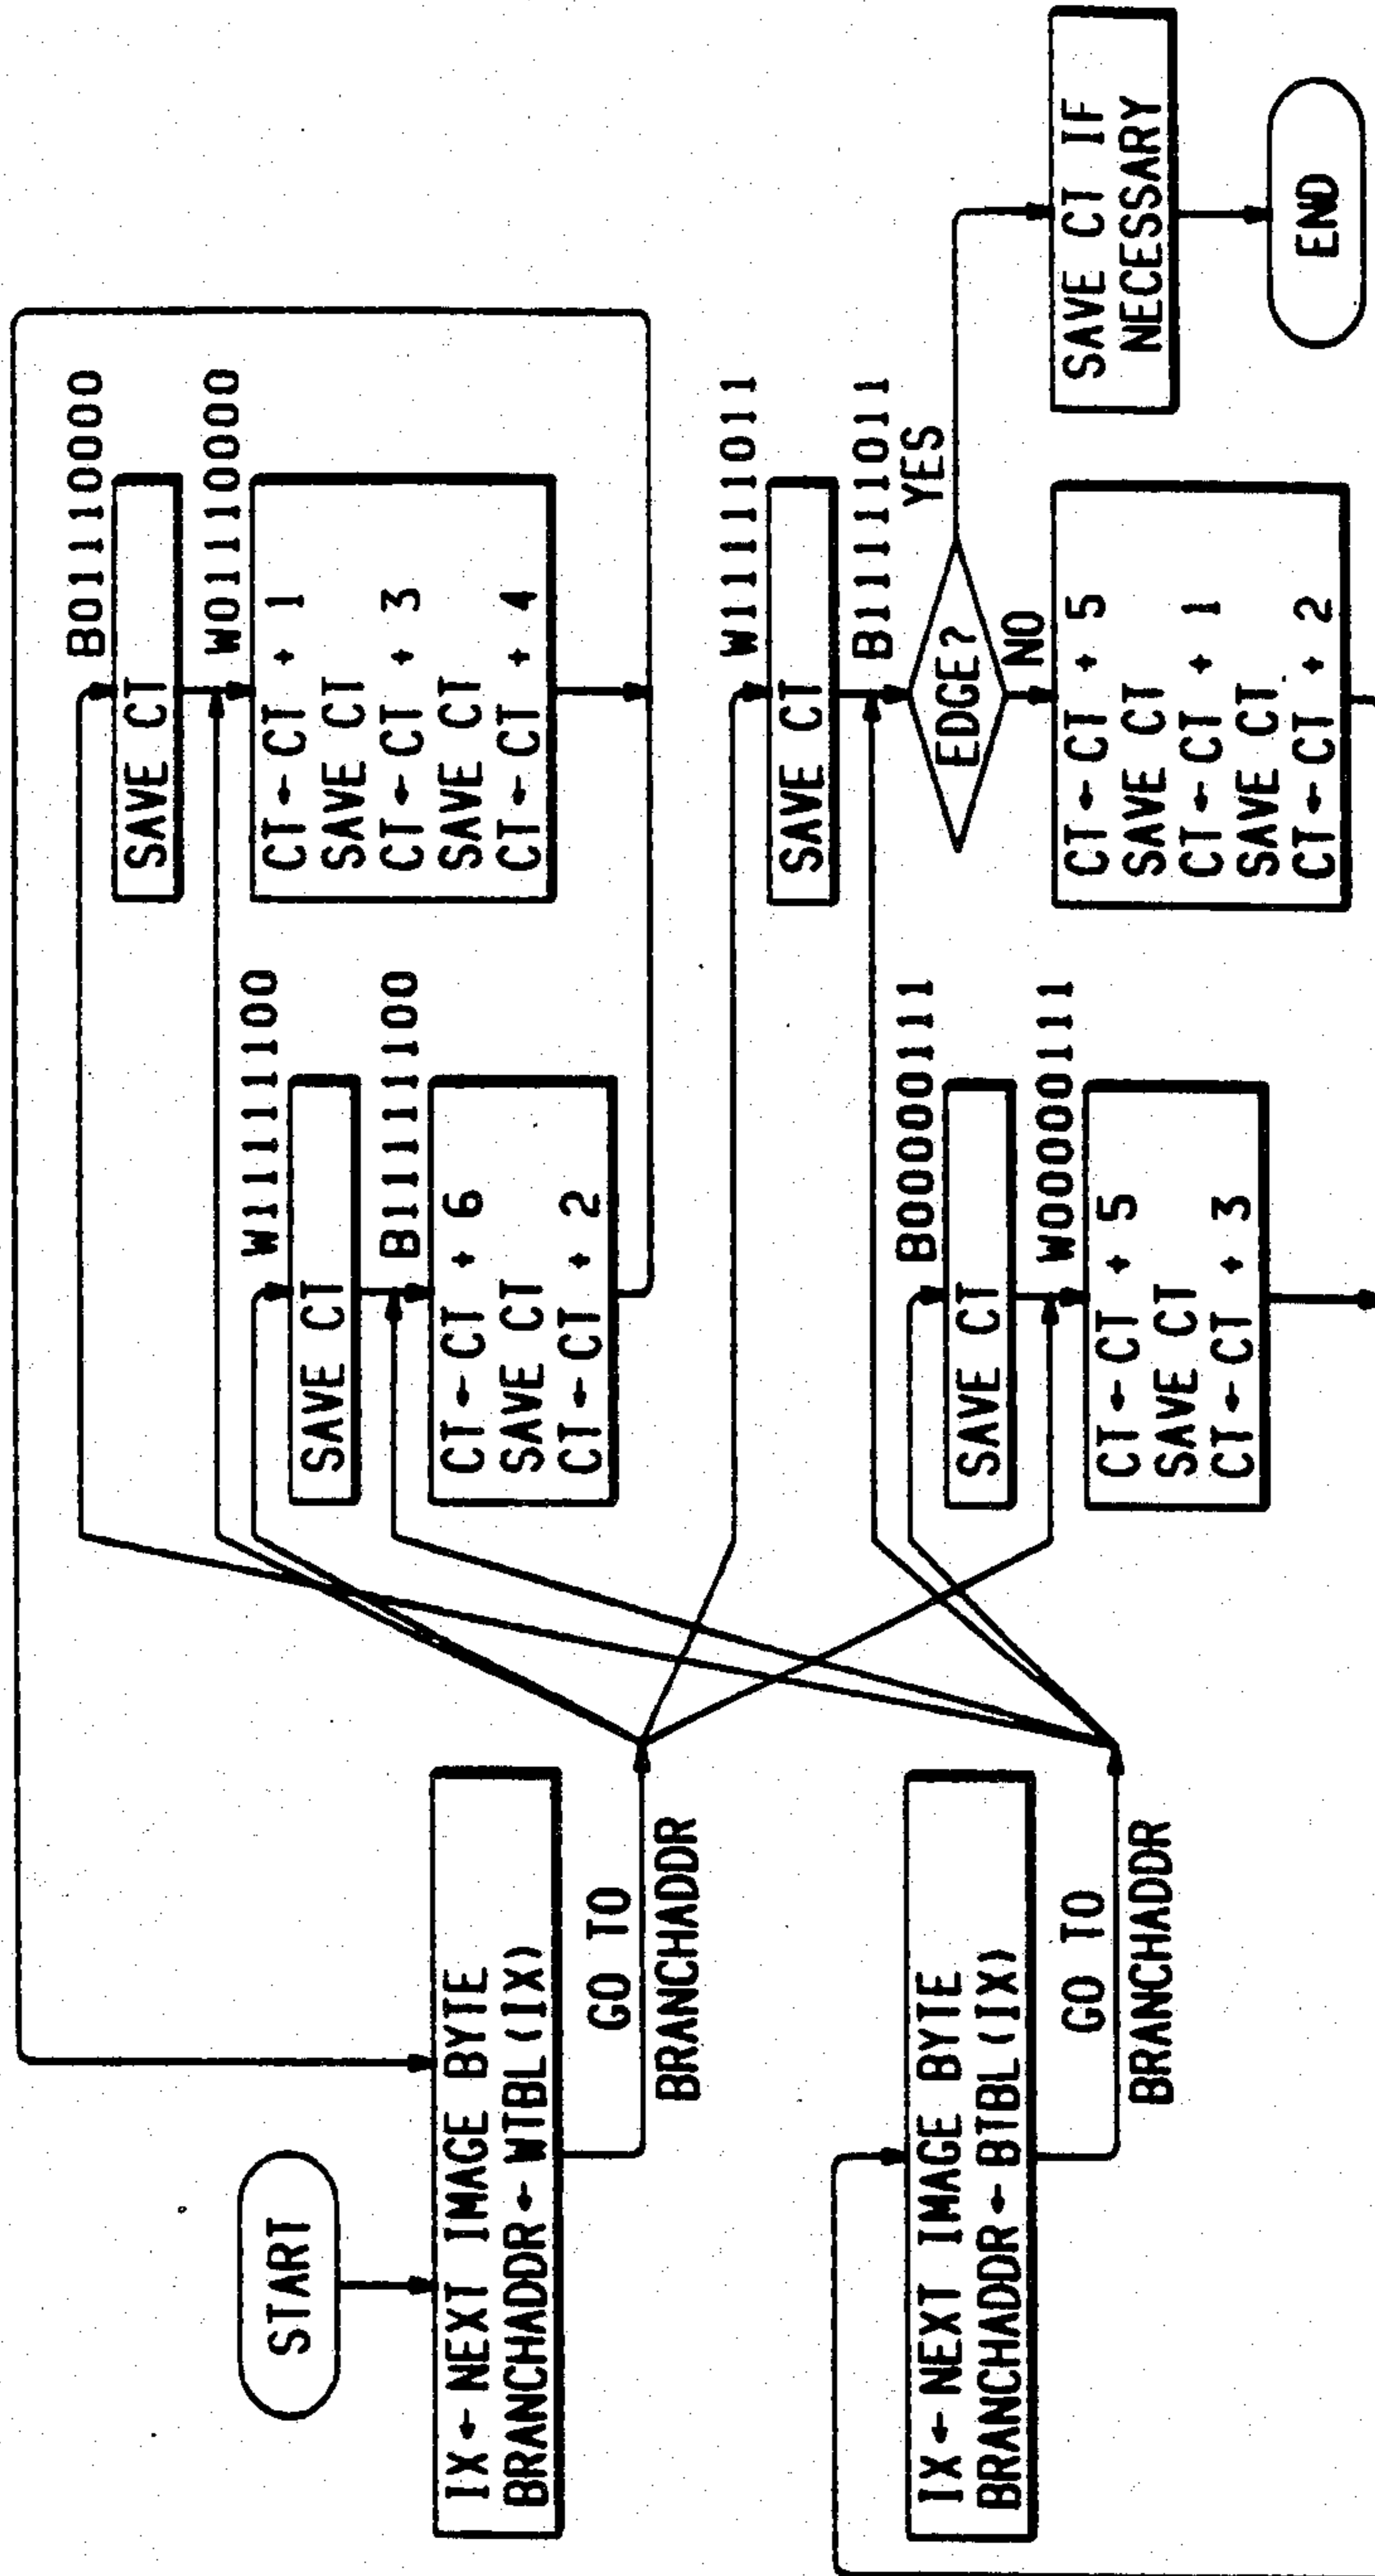 START
IX ← NEXT IMAGE BYTE
BRANCHADDR ← WTBL(IX)
GO TO
BRANCHADDR
IX ← NEXT IMAGE BYTE
BRANCHADDR ← BTBL(IX)
GO TO
BRANCHADDR
W11111100
SAVE CT
B11111100
CT ← CT + 6
SAVE CT
CT ← CT + 2
B00000111
SAVE CT
W00000111
CT ← CT + 5
SAVE CT
CT ← CT + 3
B01110000
SAVE CT
W01110000
CT ← CT + 1
SAVE CT
CT ← CT + 3
SAVE CT
CT ← CT + 4
W11111011
SAVE CT
B11111011
EDGE?
YES
NO
CT ← CT + 5
SAVE CT
CT ← CT + 1
SAVE CT
CT ← CT + 2
SAVE CT IF
NECESSARY
END